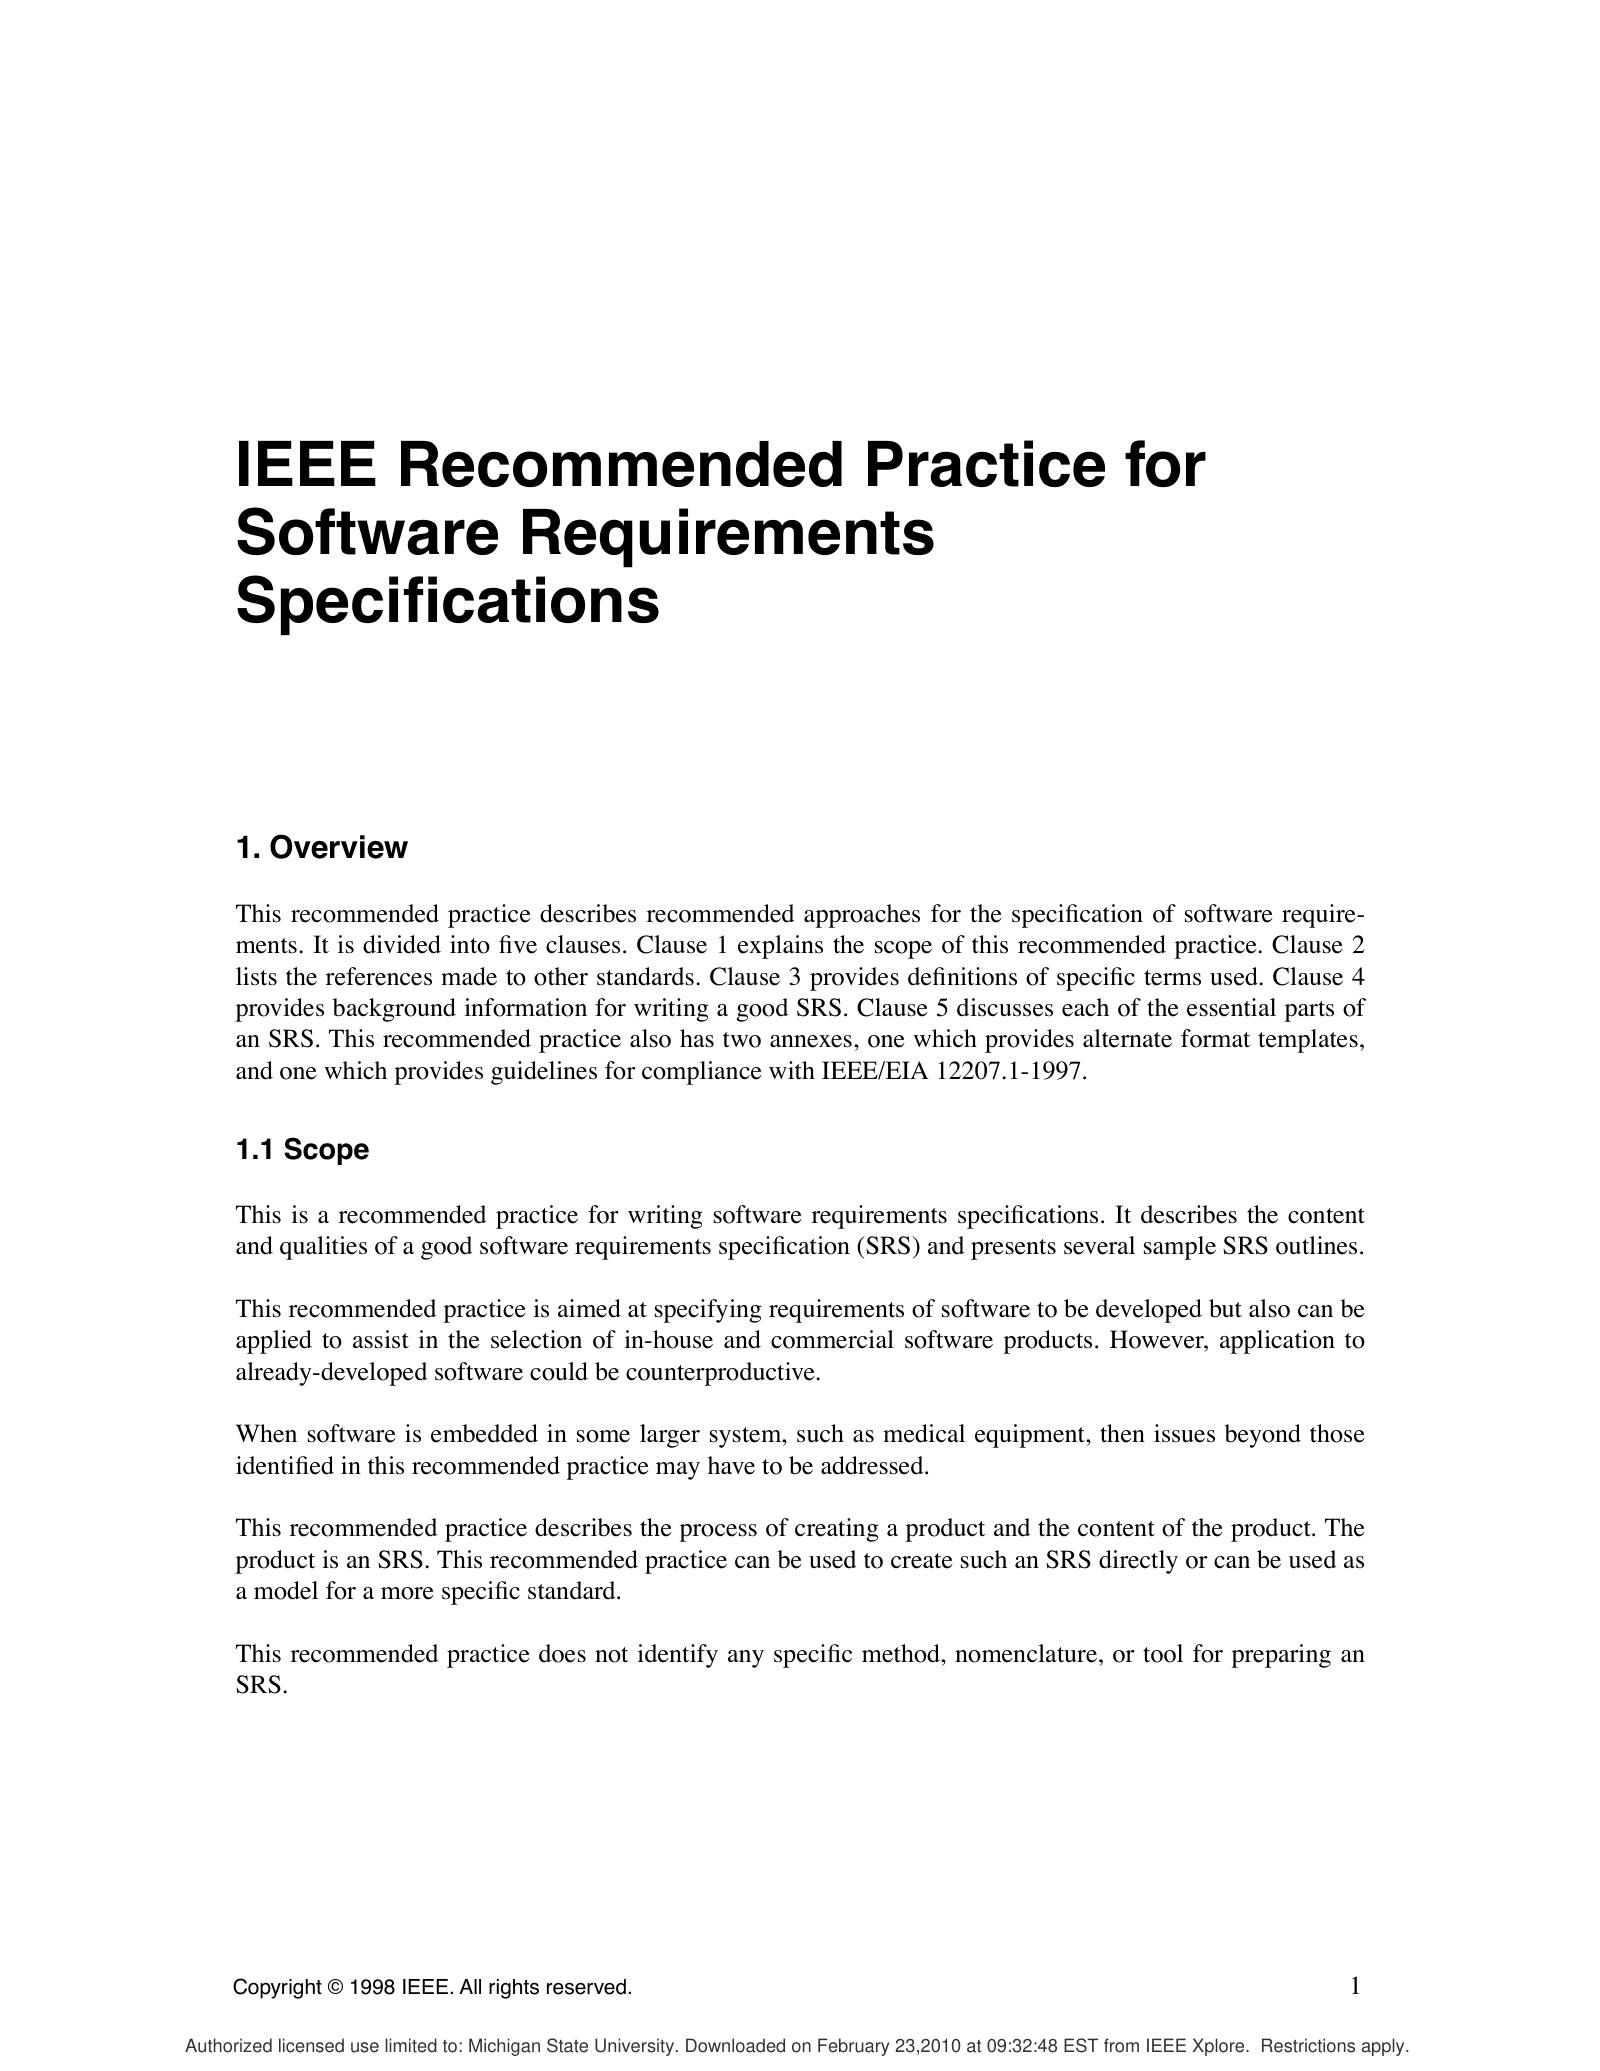 IEEE Recommended Practice for
Software Requirements
Specifications
1. Overview
This recommended practice describes recommended approaches for the specification of software require-
ments. It is divided into five clauses. Clause 1 explains the scope of this recommended practice. Clause 2
lists the references made to other standards. Clause 3 provides definitions of specific terms used. Clause 4
provides background information for writing a good SRS. Clause 5 discusses each of the essential parts of
an SRS. This recommended practice also has two annexes, one which provides alternate format templates,
and one which provides guidelines for compliance with IEEE/EIA 12207.1-1997.
1.1 Scope
This is a recommended practice for writing software requirements specifications. It describes the content
and qualities of a good software requirements specification (SRS) and presents several sample SRS outlines.
This recommended practice is aimed at specifying requirements of software to be developed but also can be
applied to assist in the selection of in-house and commercial software products. However, application to
already-developed software could be counterproductive.
When software is embedded in some larger system, such as medical equipment, then issues beyond those
identified in this recommended practice may have to be addressed.
This recommended practice describes the process of creating a product and the content of the product. The
product is an SRS. This recommended practice can be used to create such an SRS directly or can be used as
a model for a more specific standard.
This recommended practice does not identify any specific method, nomenclature, or tool for preparing an
SRS.
Copyright © 1998 IEEE. All rights reserved. 1
Authorized licensed use limited to: Michigan State University. Downloaded on February 23,2010 at 09:32:48 EST from IEEE Xplore. Restrictions apply.